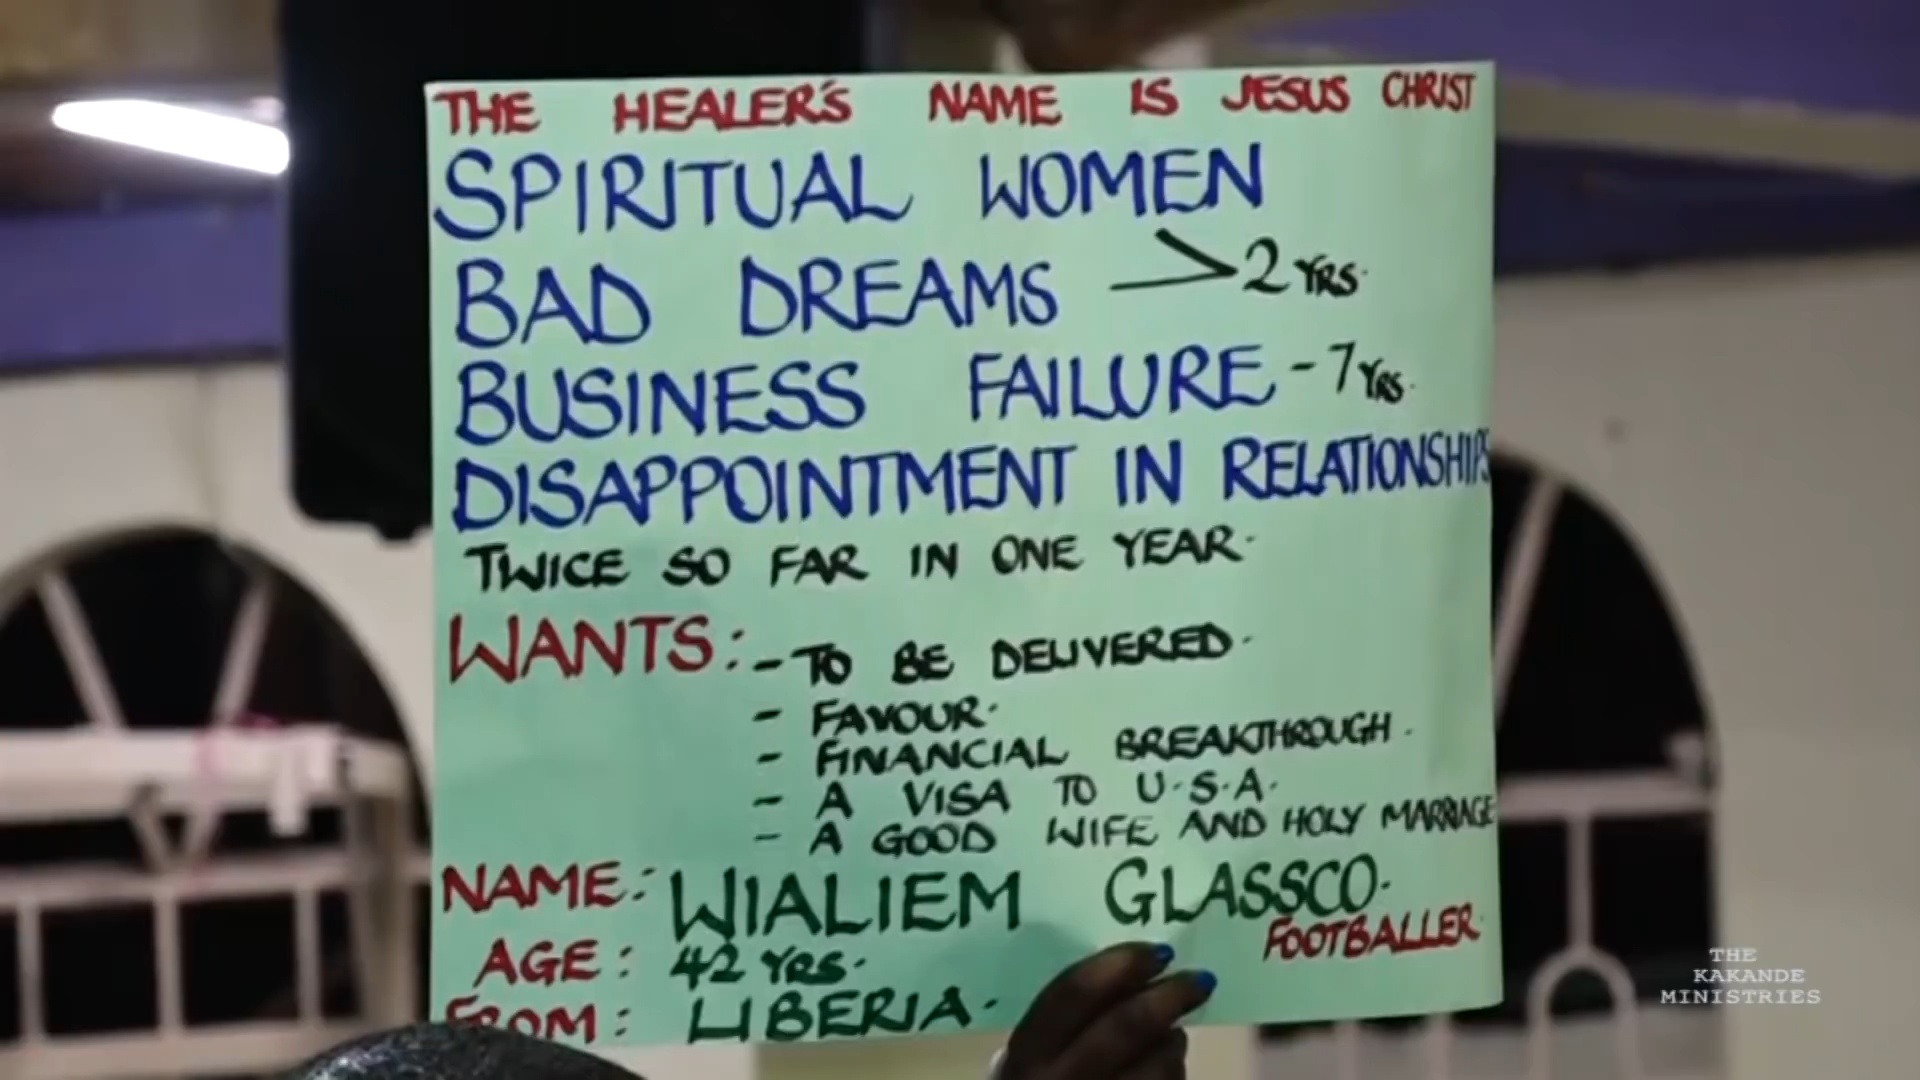 THE HEALER'S NAME IS JESUS CHRIST
SPIRITUAL WOMEN
BAD DREAMS > 2 YRS.
BUSINESS FAILURE - 7 YRS.
DISAPPOINTMENT IN RELATIONSHIPS
TWICE SO FAR IN ONE YEAR.
WANTS: - TO BE DELIVERED.
- FAVOUR.
- FINANCIAL BREAKTHROUGH.
- A VISA TO U.S.A.
- A GOOD WIFE AND HOLY MARRIAGE
NAME: WIALIEM GLASSCO.
FOOTBALLER
AGE: 42 YRS.
FROM: LIBERIA.
THE
KAKANDE
MINISTRIES